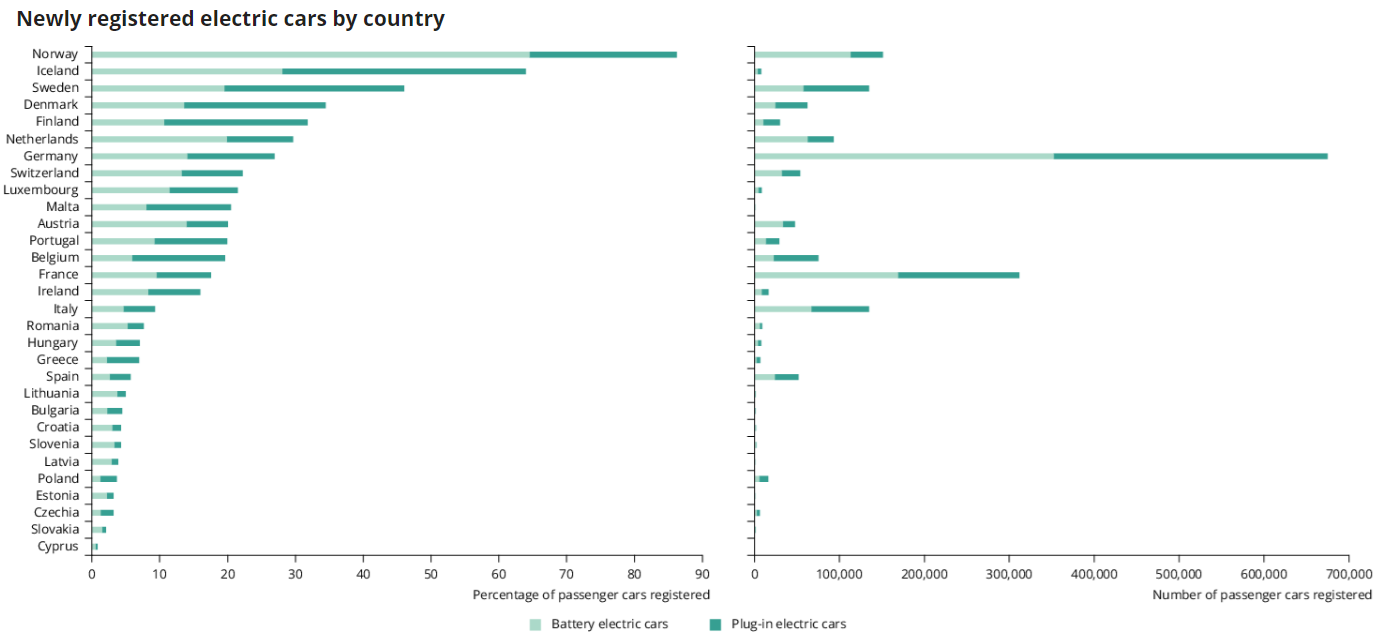 Newly registered electric cars by country
Norway
Iceland
Sweden
Denmark
Finland
Netherlands
Germany
Switzerland
Luxembourg
Malta
Austria
Portugal
Belgium
France
Ireland
Italy
Romania
Hungary
Greece
Spain
Lithuania
Bulgaria
Croatia
Slovenia
Latvia
Poland
Estonia
Czechia
Slovakia
Cyprus
0 10 20 30 40 50 60 70 80 90
Percentage of passenger cars registered
0 100,000 200,000 300,000 400,000 500,000 600,000 700,000
Number of passenger cars registered
Battery electric cars Plug-in electric cars